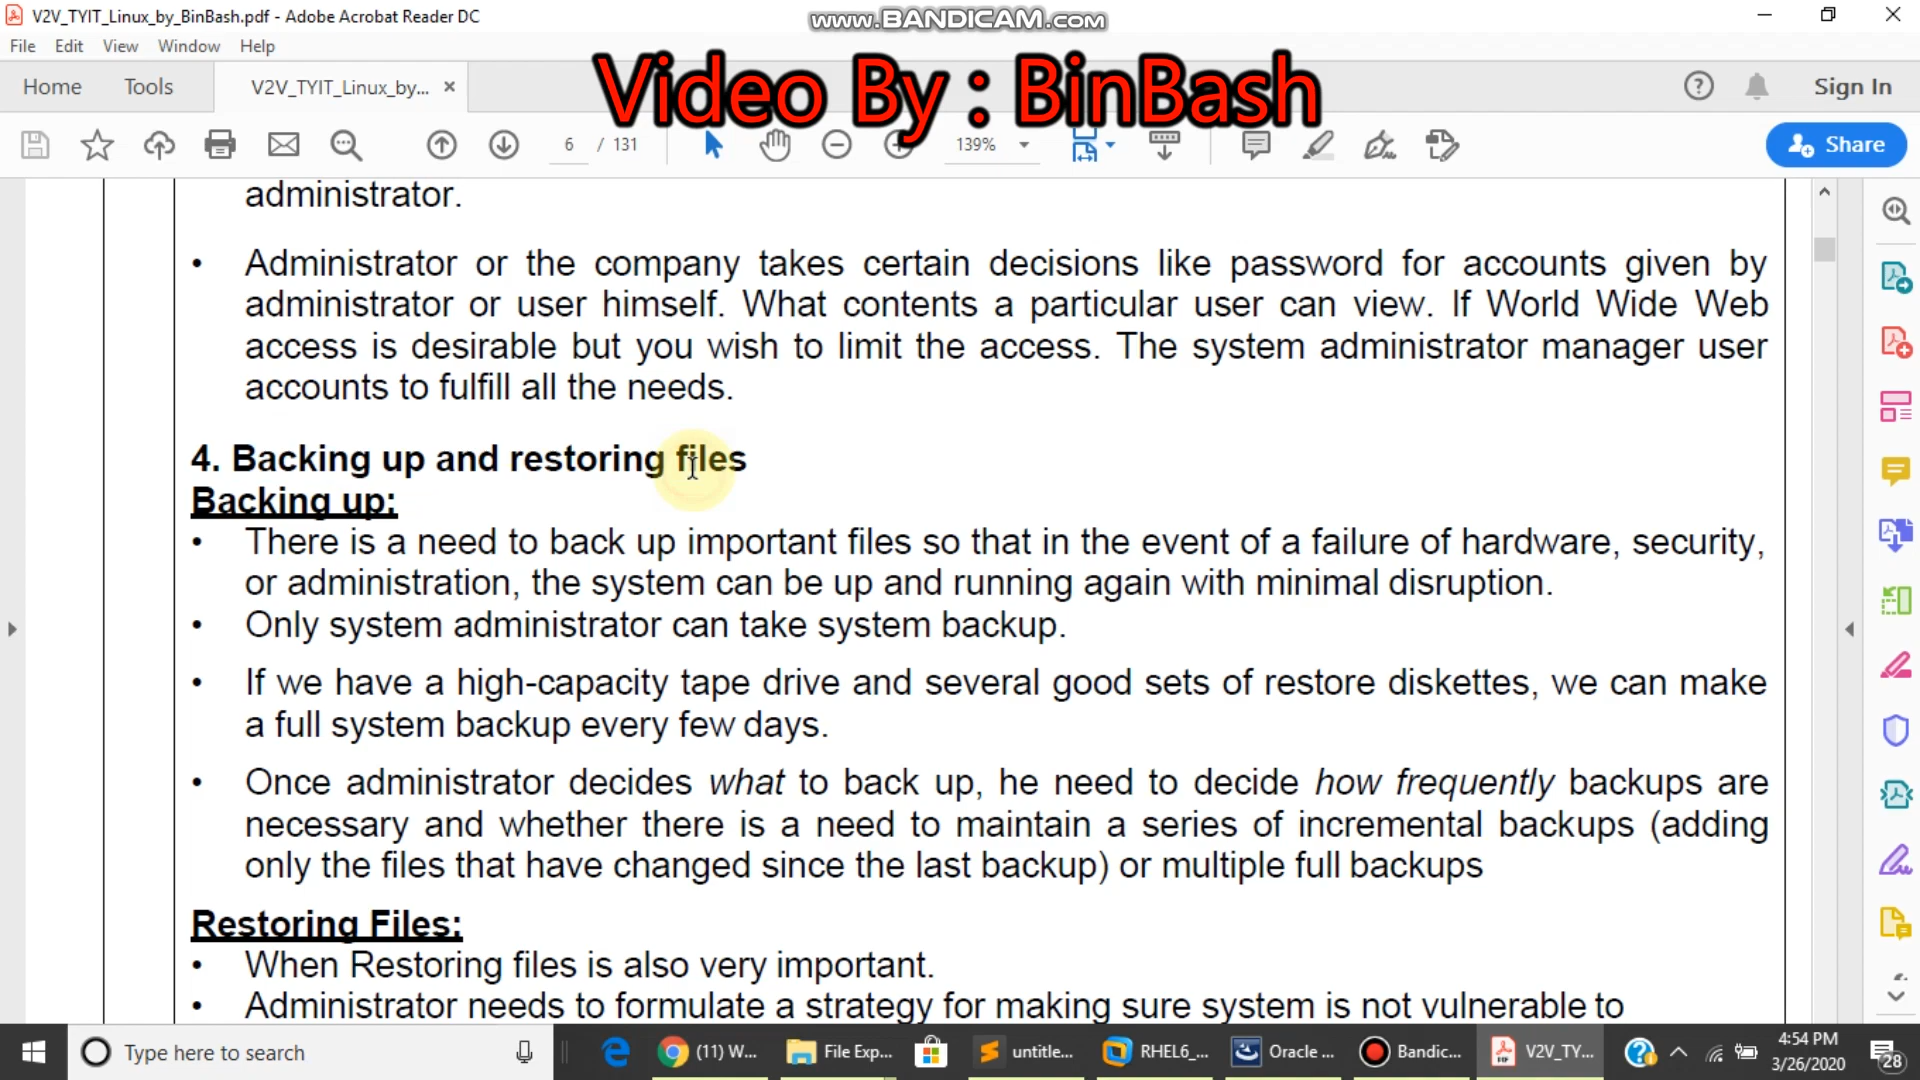 V2V_TYIT_Linux_by_BinBash.pdf - Adobe Acrobat Reader DC
www.BANDICAM.com
File Edit View Window Help
Video By : BinBash
Home Tools V2V_TYIT_Linux_by... × Sign In
6 / 131 139% Share
administrator.
• Administrator or the company takes certain decisions like password for accounts given by
administrator or user himself. What contents a particular user can view. If World Wide Web
access is desirable but you wish to limit the access. The system administrator manager user
accounts to fulfill all the needs.
4. Backing up and restoring files
Backing up:
• There is a need to back up important files so that in the event of a failure of hardware, security,
or administration, the system can be up and running again with minimal disruption.
• Only system administrator can take system backup.
• If we have a high-capacity tape drive and several good sets of restore diskettes, we can make
a full system backup every few days.
• Once administrator decides what to back up, he need to decide how frequently backups are
necessary and whether there is a need to maintain a series of incremental backups (adding
only the files that have changed since the last backup) or multiple full backups
Restoring Files:
• When Restoring files is also very important.
• Administrator needs to formulate a strategy for making sure system is not vulnerable to
Type here to search (11) W... File Exp... untitle... RHEL6_... Oracle ... Bandic... V2V_TY... 4:54 PM
3/26/2020 28